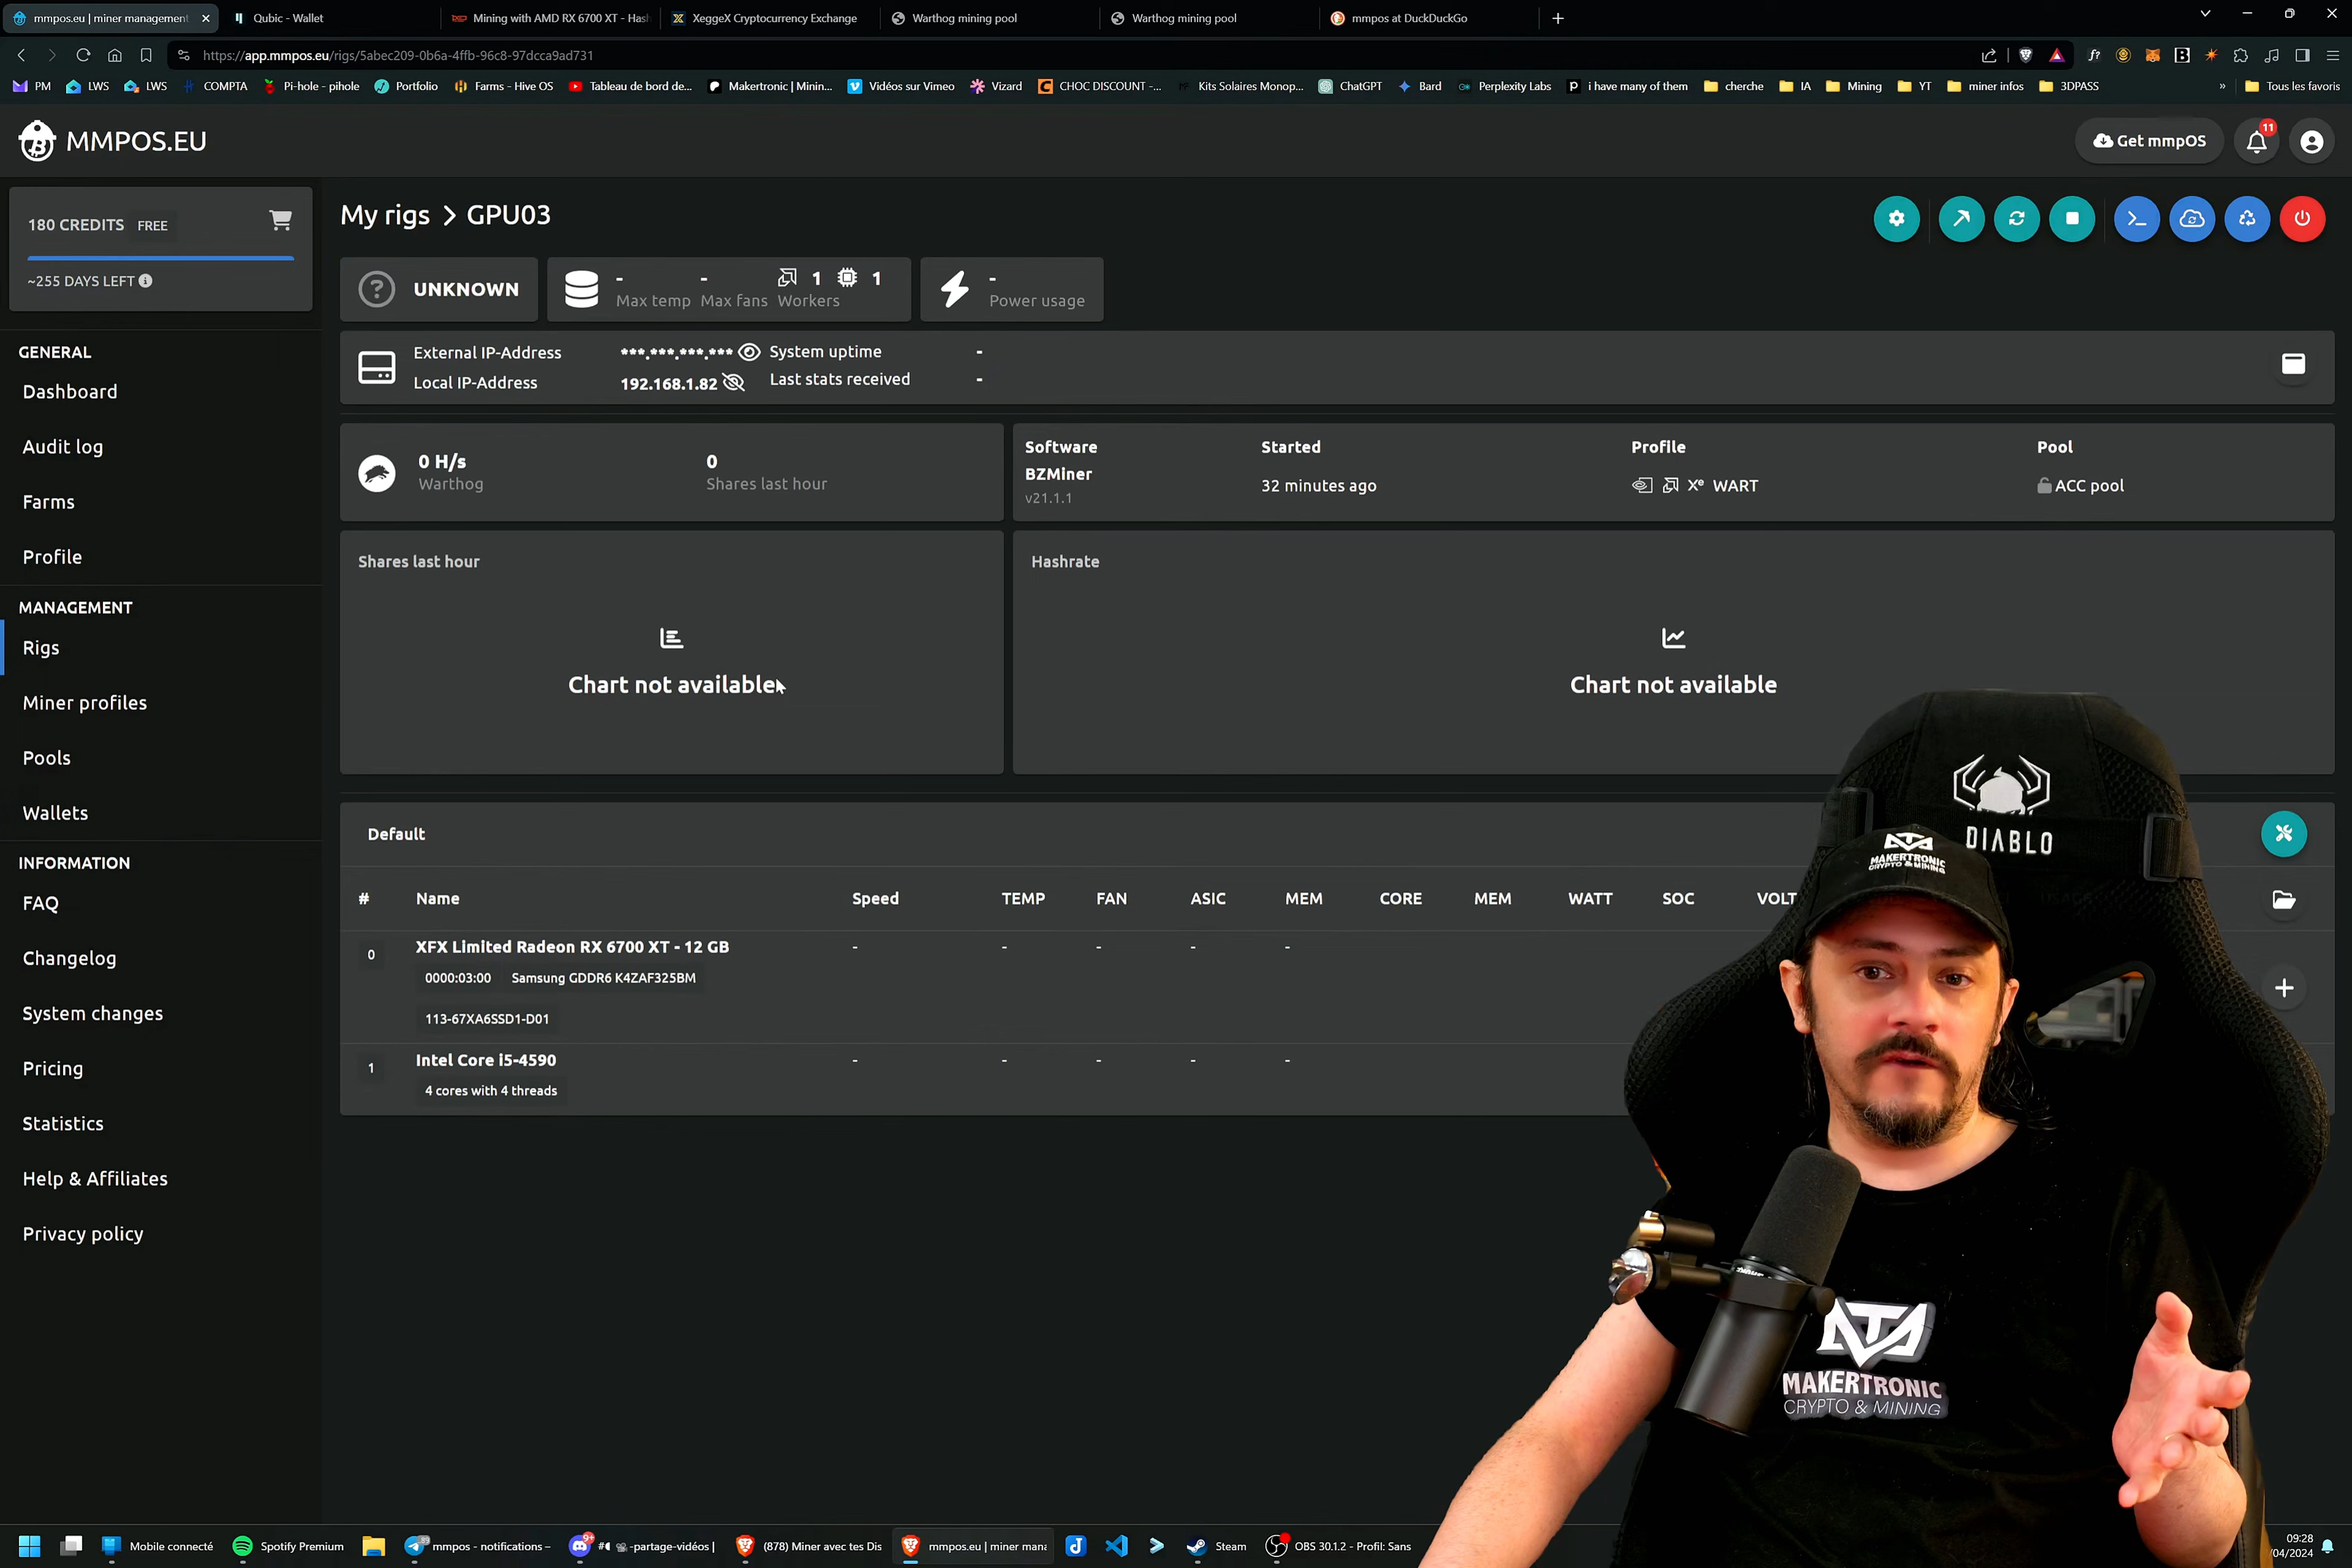 mmpos.eu | miner management
Qubic - Wallet
Mining with AMD RX 6700 XT - Hash
XeggeX Cryptocurrency Exchange
Warthog mining pool
Warthog mining pool
mmpos at DuckDuckGo
https://app.mmpos.eu/rigs/5abec209-0b6a-4ffb-96c8-97dcca9ad731
PM
LWS
LWS
COMPTA
Pi-hole - pihole
Portfolio
Farms - Hive OS
Tableau de bord de...
Makertronic | Minin...
Vidéos sur Vimeo
Vizard
CHOC DISCOUNT -...
Kits Solaires Monop...
ChatGPT
Bard
Perplexity Labs
i have many of them
cherche
IA
Mining
YT
miner infos
3DPASS
»
Tous les favoris
MMPOS.EU
Get mmpOS
11
180 CREDITS FREE
~255 DAYS LEFT
GENERAL
Dashboard
Audit log
Farms
Profile
MANAGEMENT
Rigs
Miner profiles
Pools
Wallets
INFORMATION
FAQ
Changelog
System changes
Pricing
Statistics
Help & Affiliates
Privacy policy
My rigs > GPU03
UNKNOWN
- - 1 1
Max temp Max fans Workers
-
Power usage
External IP-Address ***.***.***.*** System uptime -
Local IP-Address 192.168.1.82 Last stats received -
0 H/s 0
Warthog Shares last hour
Software Started Profile Pool
BZMiner
v21.1.1
32 minutes ago
Xe WART
ACC pool
Shares last hour
Chart not available
Hashrate
Chart not available
Default
# Name Speed TEMP FAN ASIC MEM CORE MEM WATT SOC VOLT
0 XFX Limited Radeon RX 6700 XT - 12 GB - - - - -
0000:03:00 Samsung GDDR6 K4ZAF325BM
113-67XA6SSD1-D01
1 Intel Core i5-4590 - - - - -
4 cores with 4 threads
DIABLO
MAKERTRONIC
CRYPTO & MINING
MAKERTRONIC
CRYPTO & MINING
Mobile connecté
Spotify Premium
mmpos - notifications –
-partage-vidéos |
(878) Miner avec tes Dis
mmpos.eu | miner mana
Steam
OBS 30.1.2 - Profil: Sans
09:28
/04/2024